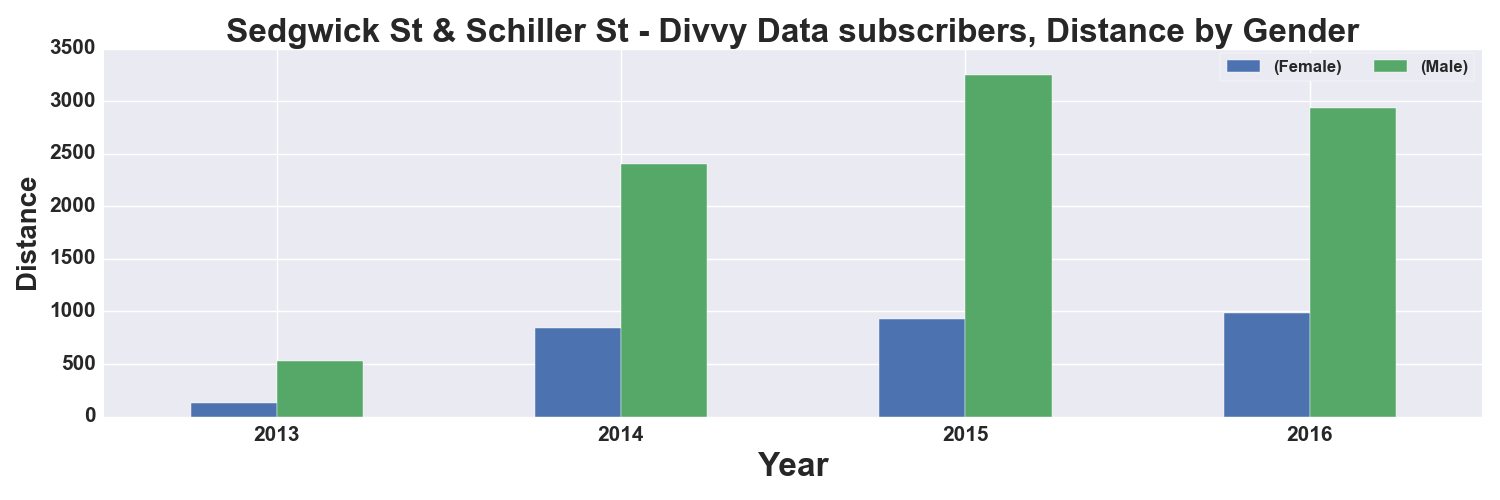 Sedgwick St & Schiller St - Divvy Data subscribers, Distance by Gender
(Female)
(Male)
Distance
3500
3000
2500
2000
1500
1000
500
0
2013
2014
2015
2016
Year